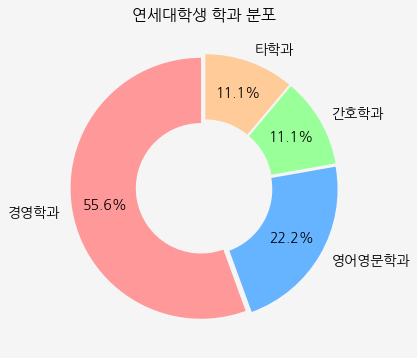 연세대학생 학과 분포
타학과
11.1%
간호학과
11.1%
경영학과
55.6%
22.2%
영어영문학과